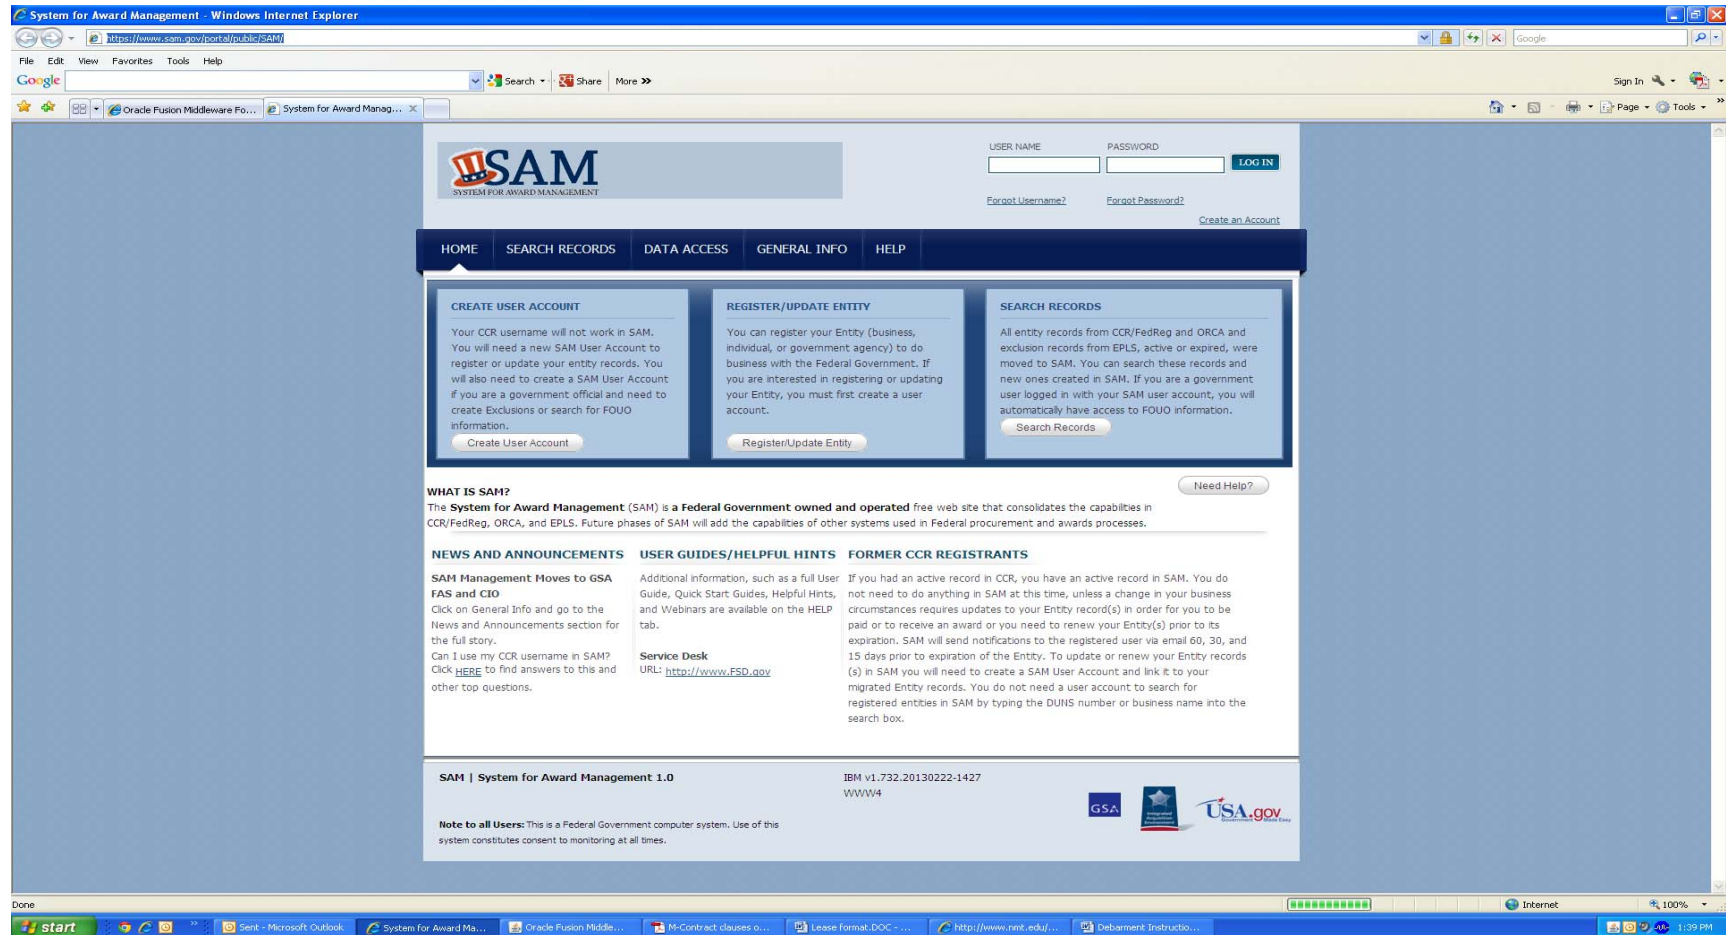 System for Award Management - Windows Internet Explorer
https://www.sam.gov/portal/public/SAM/
Google
File Edit View Favorites Tools Help
Google
Search Share More »
Sign In
Oracle Fusion Middleware Fo... System for Award Manag...
Page Tools
SAM
SYSTEM FOR AWARD MANAGEMENT
USER NAME PASSWORD
LOG IN
Forgot Username? Forgot Password?
Create an Account
HOME SEARCH RECORDS DATA ACCESS GENERAL INFO HELP
CREATE USER ACCOUNT
Your CCR username will not work in SAM.
You will need a new SAM User Account to
register or update your entity records. You
will also need to create a SAM User Account
if you are a government official and need to
create Exclusions or search for FOUO
information.
Create User Account
REGISTER/UPDATE ENTITY
You can register your Entity (business,
individual, or government agency) to do
business with the Federal Government. If
you are interested in registering or updating
your Entity, you must first create a user
account.
Register/Update Entity
SEARCH RECORDS
All entity records from CCR/FedReg and ORCA and
exclusion records from EPLS, active or expired, were
moved to SAM. You can search these records and
new ones created in SAM. If you are a government
user logged in with your SAM user account, you will
automatically have access to FOUO information.
Search Records
Need Help?
WHAT IS SAM?
The System for Award Management (SAM) is a Federal Government owned and operated free web site that consolidates the capabilities in
CCR/FedReg, ORCA, and EPLS. Future phases of SAM will add the capabilities of other systems used in Federal procurement and awards processes.
NEWS AND ANNOUNCEMENTS
SAM Management Moves to GSA
FAS and CIO
Click on General Info and go to the
News and Announcements section for
the full story.
Can I use my CCR username in SAM?
Click HERE to find answers to this and
other top questions.
USER GUIDES/HELPFUL HINTS
Additional information, such as a full User
Guide, Quick Start Guides, Helpful Hints,
and Webinars are available on the HELP
tab.
Service Desk
URL: http://www.FSD.gov
FORMER CCR REGISTRANTS
If you had an active record in CCR, you have an active record in SAM. You do
not need to do anything in SAM at this time, unless a change in your business
circumstances requires updates to your Entity record(s) in order for you to be
paid or to receive an award or you need to renew your Entity(s) prior to its
expiration. SAM will send notifications to the registered user via email 60, 30, and
15 days prior to expiration of the Entity. To update or renew your Entity records
(s) in SAM you will need to create a SAM User Account and link it to your
migrated Entity records. You do not need a user account to search for
registered entities in SAM by typing the DUNS number or business name into the
search box.
SAM | System for Award Management 1.0
IBM v1.732.20130222-1427
WWW4
Note to all Users: This is a Federal Government computer system. Use of this
system constitutes consent to monitoring at all times.
GSA
USA.gov
Government Made Easy
Done
Internet 100%
start Sent - Microsoft Outlook System for Award Ma... Oracle Fusion Middle... M-Contract clauses o... Lease format.DOC - ... http://www.nmt.edu/... Debarment Instructio... 1:39 PM